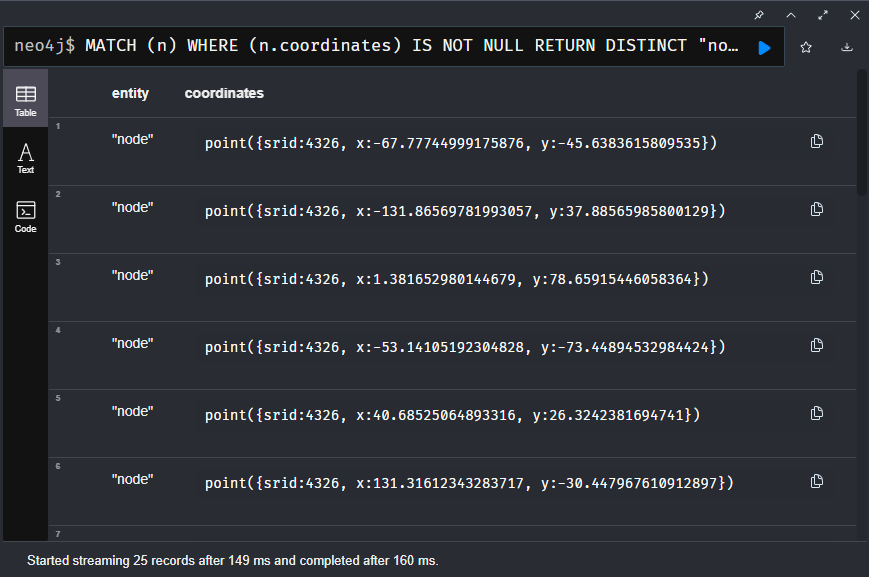 neo4j$ MATCH (n) WHERE (n.coordinates) IS NOT NULL RETURN DISTINCT "no…
Table
Text
Code
entity coordinates
1 "node" point({srid:4326, x:-67.77744999175876, y:-45.6383615809535})
2 "node" point({srid:4326, x:-131.86569781993057, y:37.88565985800129})
3 "node" point({srid:4326, x:1.381652980144679, y:78.65915446058364})
4 "node" point({srid:4326, x:-53.14105192304828, y:-73.44894532984424})
5 "node" point({srid:4326, x:40.68525064893316, y:26.3242381694741})
6 "node" point({srid:4326, x:131.31612343283717, y:-30.447967610912897})
7
Started streaming 25 records after 149 ms and completed after 160 ms.